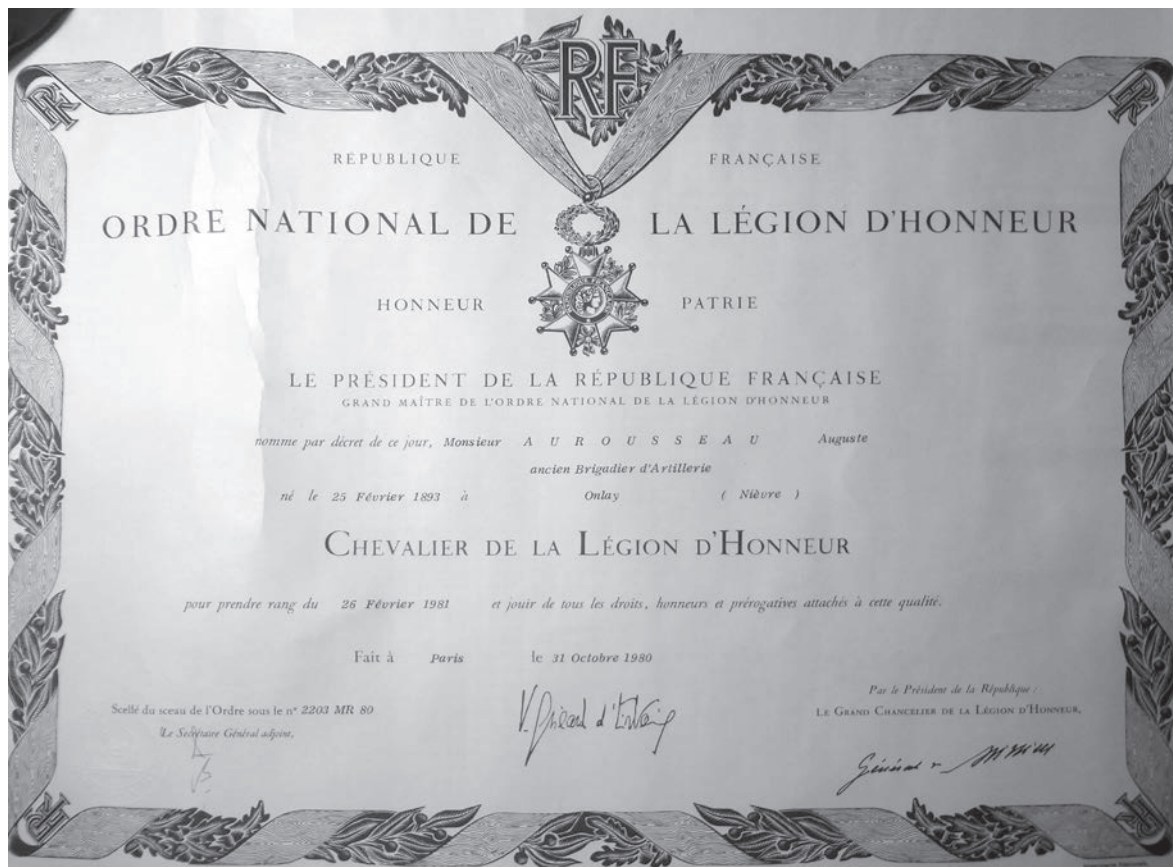 RF
RF
RF
RÉPUBLIQUE FRANÇAISE
ORDRE NATIONAL DE LA LÉGION D'HONNEUR
HONNEUR PATRIE
LE PRÉSIDENT DE LA RÉPUBLIQUE FRANÇAISE
GRAND MAÎTRE DE L'ORDRE NATIONAL DE LA LÉGION D'HONNEUR
nomme par décret de ce jour, Monsieur A U R O U S S E A U Auguste
ancien Brigadier d'Artillerie
né le 25 Février 1893 à Onlay ( Nièvre )
CHEVALIER DE LA LÉGION D'HONNEUR
pour prendre rang du 26 Février 1981 et jouir de tous les droits, honneurs et prérogatives attachés à cette qualité.
Fait à Paris le 31 Octobre 1980
Par le Président de la République :
Scellé du sceau de l'Ordre sous le n° 2203 MR 80
LE GRAND CHANCELIER DE LA LÉGION D'HONNEUR,
Le Secrétaire Général adjoint,
V. Giscard d'Estaing
Général
RF
RF